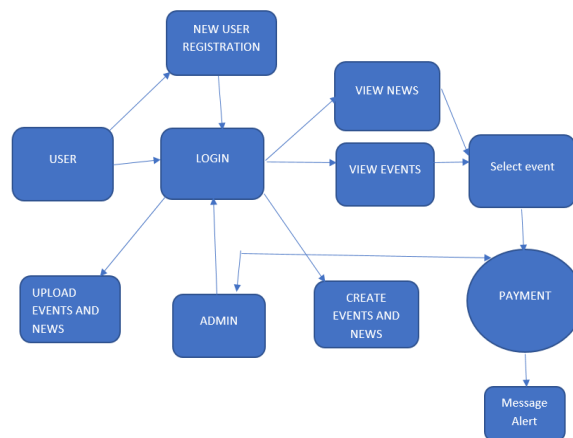 NEW USER
REGISTRATION
VIEW NEWS
USER
LOGIN
VIEW EVENTS
Select event
UPLOAD
EVENTS AND
NEWS
ADMIN
CREATE
EVENTS AND
NEWS
PAYMENT
Message
Alert